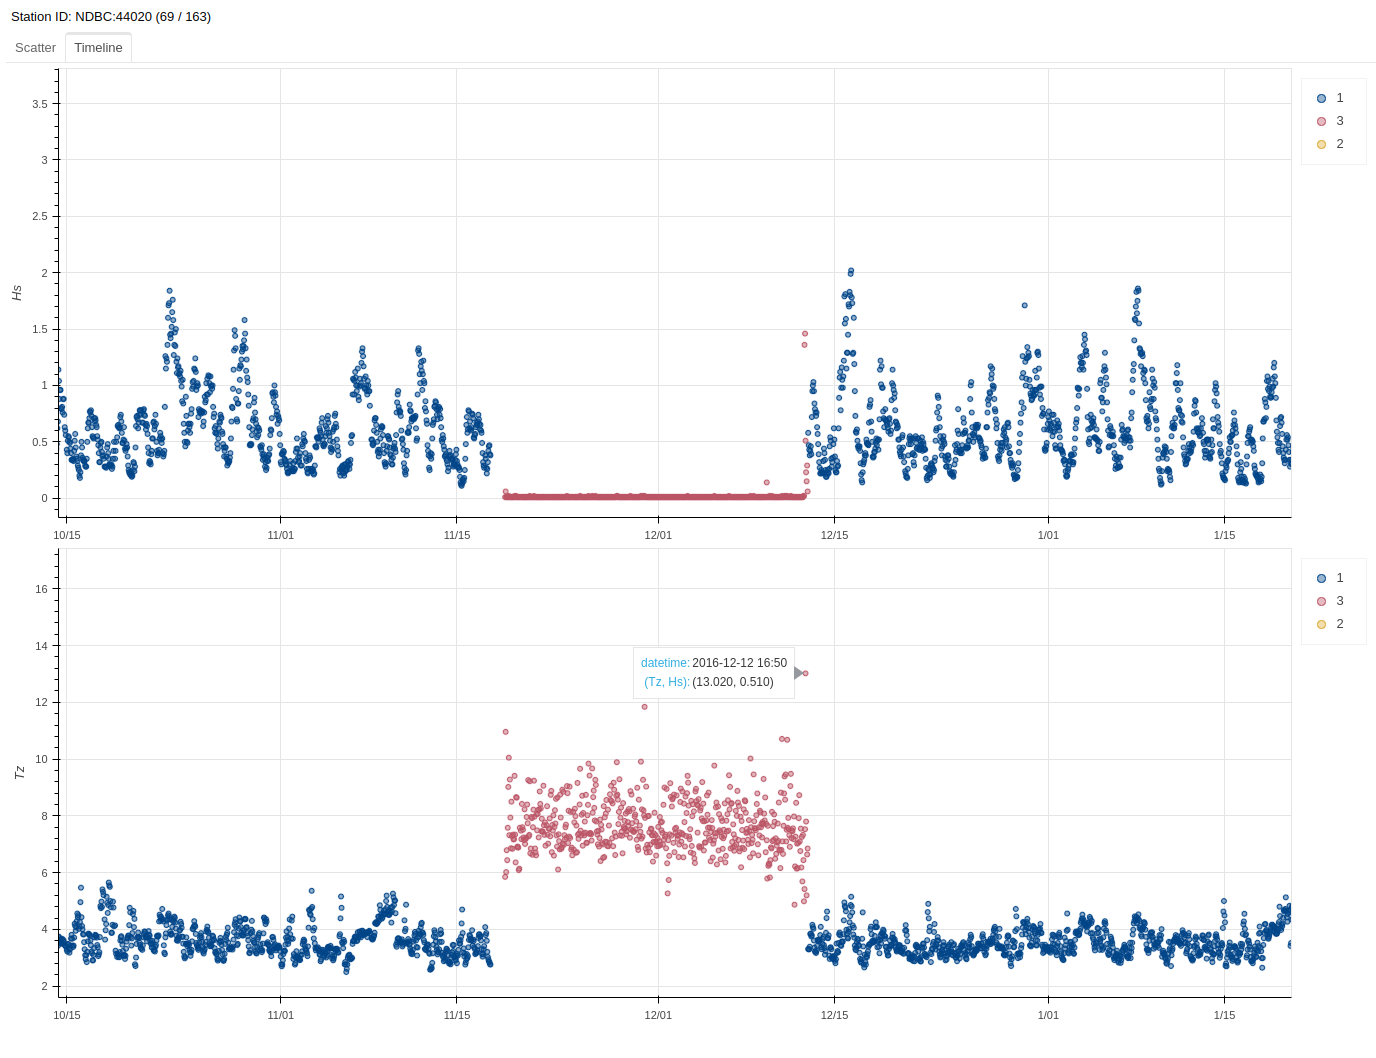 Station ID: NDBC:44020 (69 / 163)
Scatter Timeline
3.5
3
2.5
2
1.5
1
0.5
0
Hs
10/15 11/01 11/15 12/01 12/15 1/01 1/15
1
3
2
16
14
12
10
8
6
4
2
Tz
datetime: 2016-12-12 16:50
(Tz, Hs): (13.020, 0.510)
10/15 11/01 11/15 12/01 12/15 1/01 1/15
1
3
2